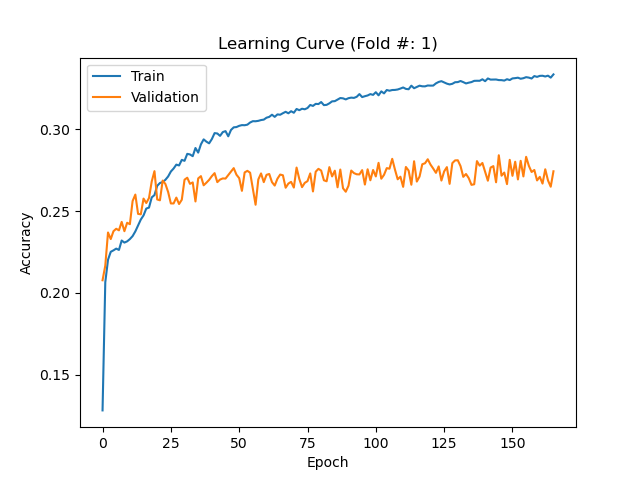 Learning Curve (Fold #: 1)
Train
Validation
0.30
0.25
0.20
0.15
Accuracy
0 25 50 75 100 125 150
Epoch